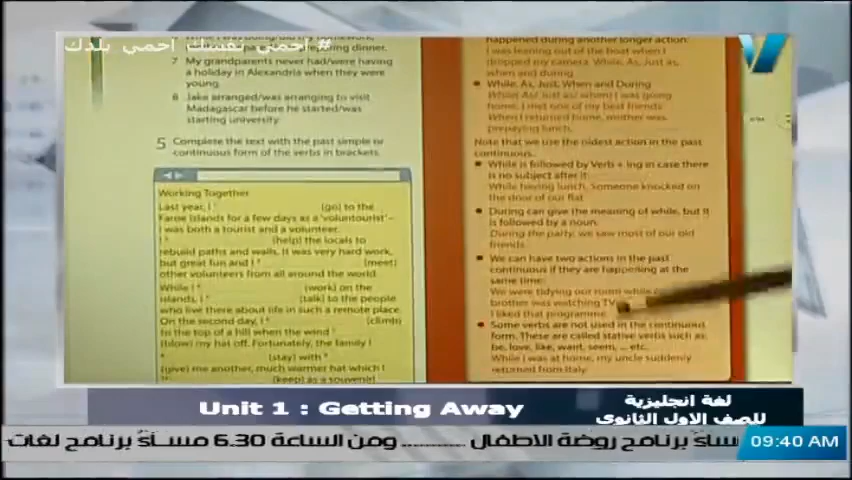 # احمى نفسك احمى بلدك
7 My grandparents never had/were having
a holiday in Alexandria when they were
young.
8 Jake arranged/was arranging to visit
Madagascar before he started/was
starting university.
5 Complete the text with the past simple or
continuous form of the verbs in brackets.
Working Together
Last year, I (go) to the
Faroe Islands for a few days as a 'voluntourist' –
I was both a tourist and a volunteer.
I (help) the locals to
rebuild paths and walls. It was very hard work,
but great fun and I (meet)
other volunteers from all around the world.
While I (work) on the
islands, I (talk) to the people
who live there about life in such a remote place.
On the second day, I (climb)
to the top of a hill when the wind
(blow) my hat off. Fortunately, the family I
(stay) with
(give) me another, much warmer hat which I
(keep) as a souvenir!
happened during another longer action:
I was leaning out of the boat when I
dropped my camera. While, As, Just as,
when and during
• While, As, Just, When and During
While/ As/ Just as/ when I was going
home, I met one of my best friends.
When I returned home, mother was
prepaying lunch.
Note that we use the oldest action in the past
continuous.
• While is followed by Verb + ing in case there
is no subject after it.
While having lunch, Someone knocked on
the door of our flat
• During can give the meaning of while, but it
is followed by a noun.
During the party, we saw most of our old
friends.
• We can have two actions in the past
continuous if they are happening at the
same time:
We were tidying our room while
brother was watching TV
I liked that programme.
• Some verbs are not used in the continuous
form. These are called stative verbs such as:
be, love, like, want, seem, ... etc.
While I was at home, my uncle suddenly
returned from Italy.
Unit 1 : Getting Away
لغة انجليزية
للصف الاول الثانوى
مساءً برنامج روضة الاطفال .......... ومن الساعة 6.30 مساءً برنامج لغات
09:40 AM